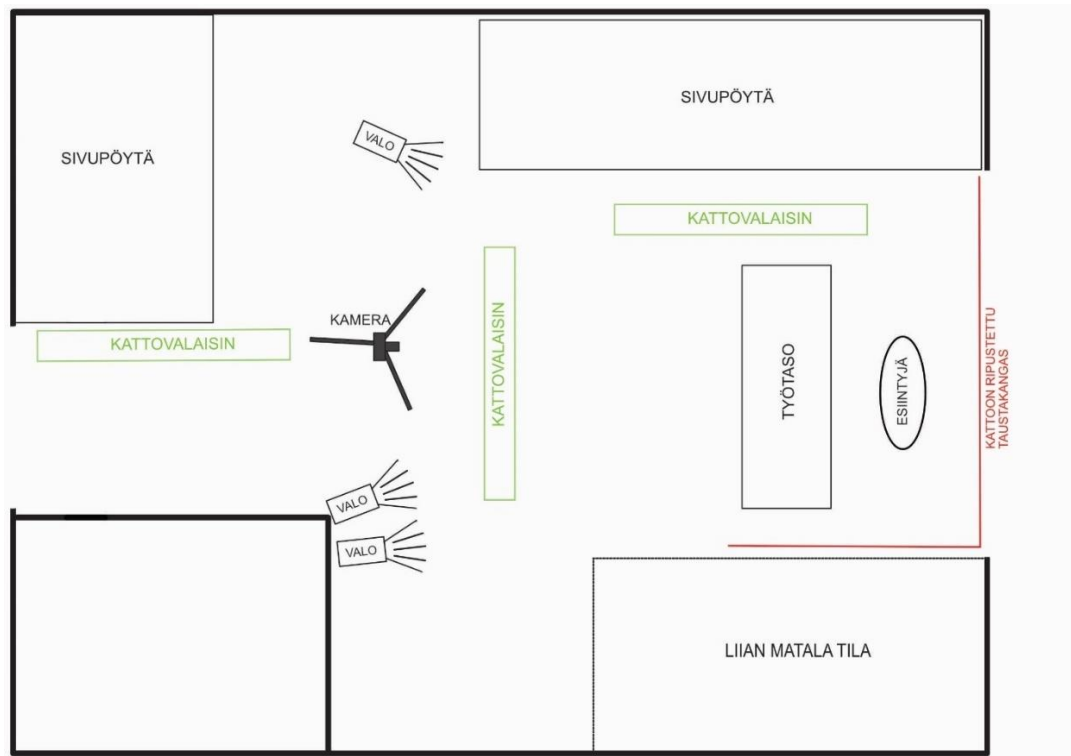 SIVUPÖYTÄ
VALO
SIVUPÖYTÄ
KATTOVALAISIN
KAMERA
KATTOVALAISIN
KATTOVALAISIN
TYÖTASO
ESIINTYJÄ
KATTOON RIPUSTETTU
TAUSTAKANGAS
VALO
VALO
LIIAN MATALA TILA